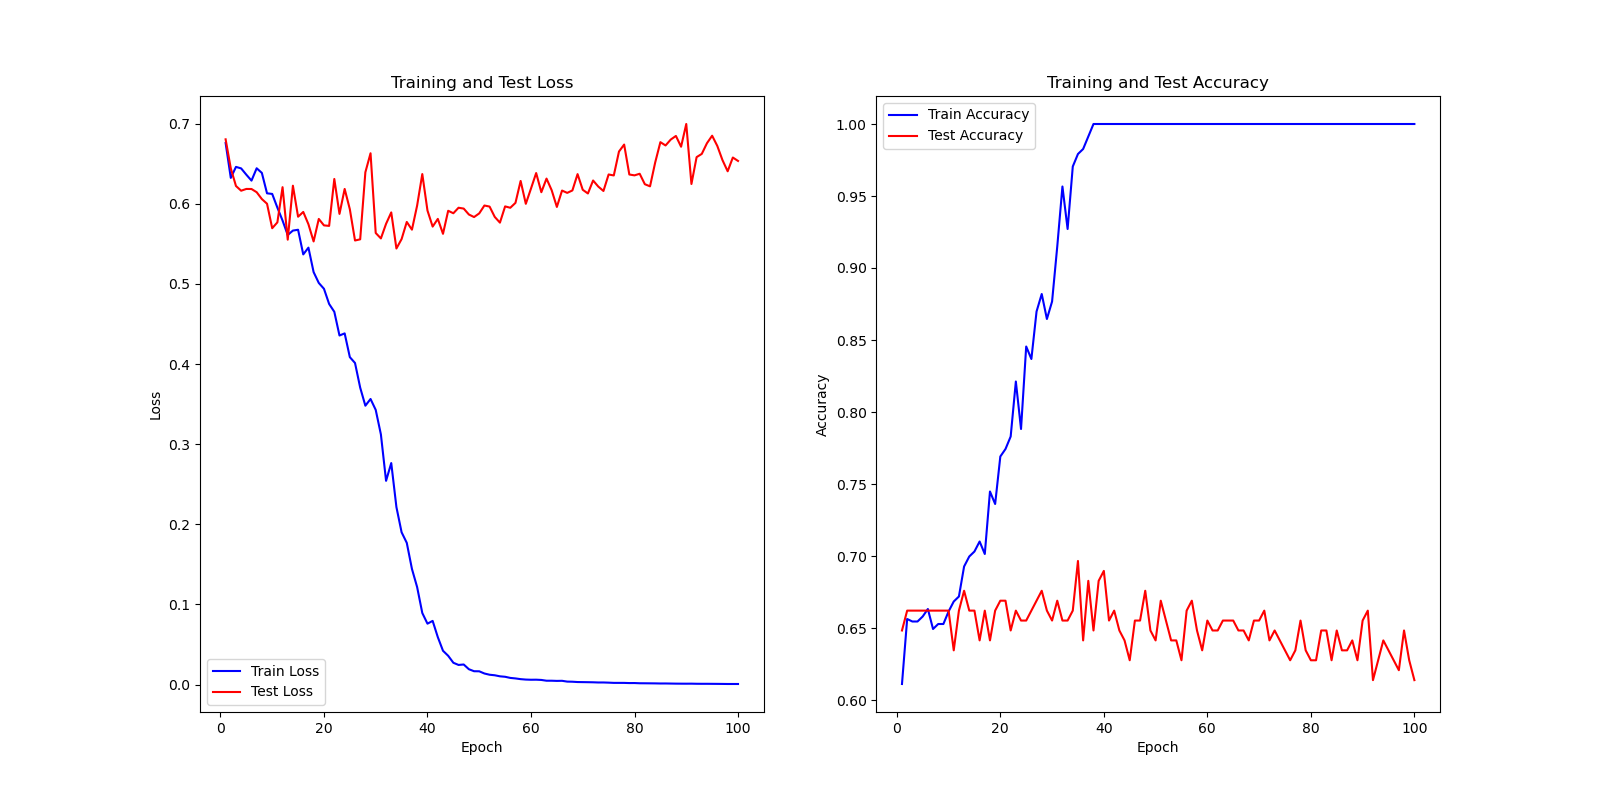 Training and Test Loss
0.7
0.6
0.5
0.4
0.3
0.2
0.1
0.0
Loss
Train Loss
Test Loss
0 20 40 60 80 100
Epoch
Training and Test Accuracy
Train Accuracy
Test Accuracy
1.00
0.95
0.90
0.85
0.80
0.75
0.70
0.65
0.60
Accuracy
0 20 40 60 80 100
Epoch